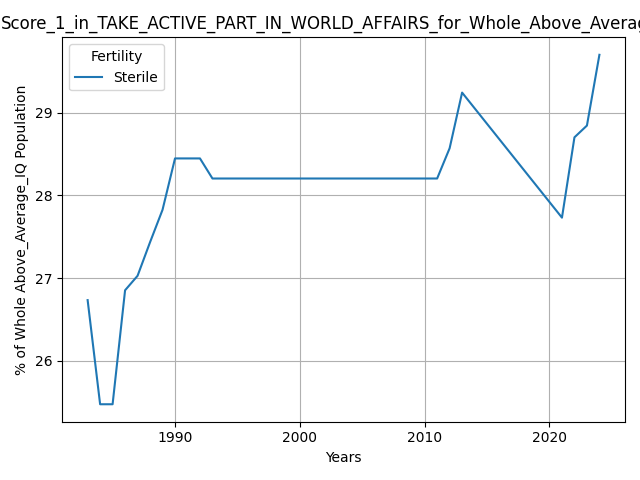 Score_1_in_TAKE_ACTIVE_PART_IN_WORLD_AFFAIRS_for_Whole_Above_Averag
Fertility
Sterile
% of Whole Above_Average_IQ Population
29
28
27
26
1990 2000 2010 2020
Years